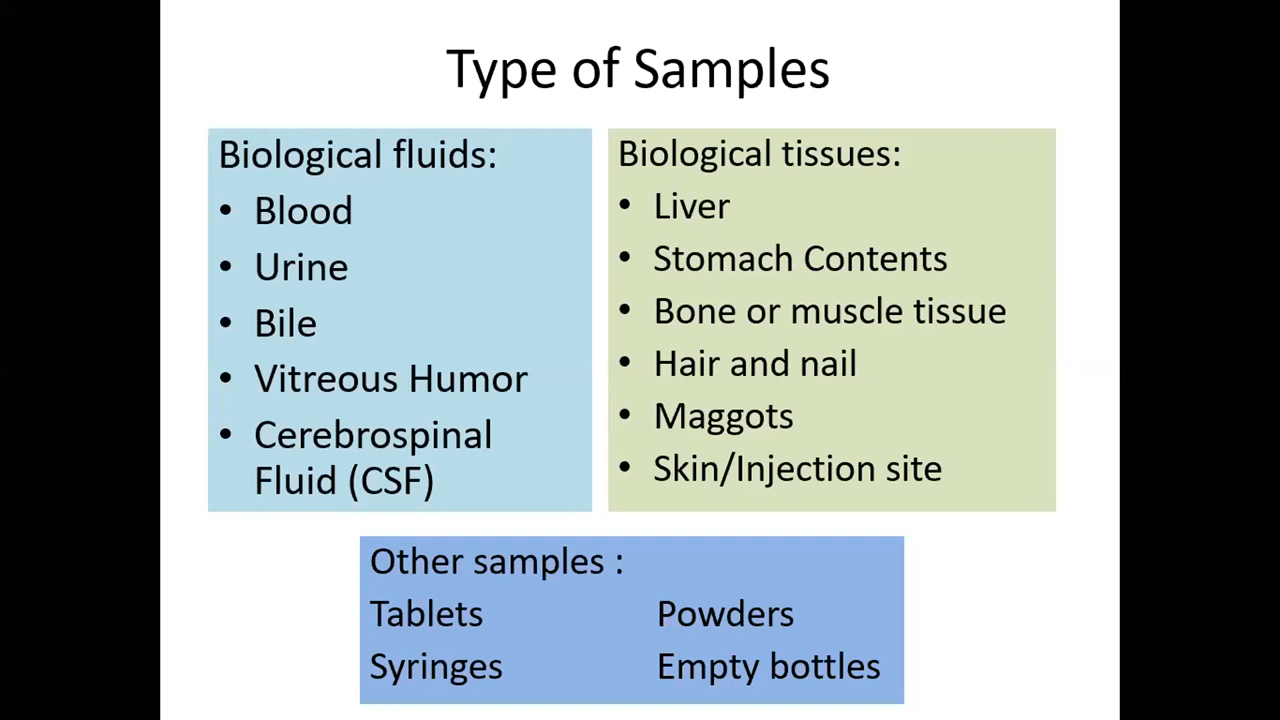 Type of Samples
Biological fluids:
• Blood
• Urine
• Bile
• Vitreous Humor
• Cerebrospinal
Fluid (CSF)
Biological tissues:
• Liver
• Stomach Contents
• Bone or muscle tissue
• Hair and nail
• Maggots
• Skin/Injection site
Other samples :
Tablets Powders
Syringes Empty bottles